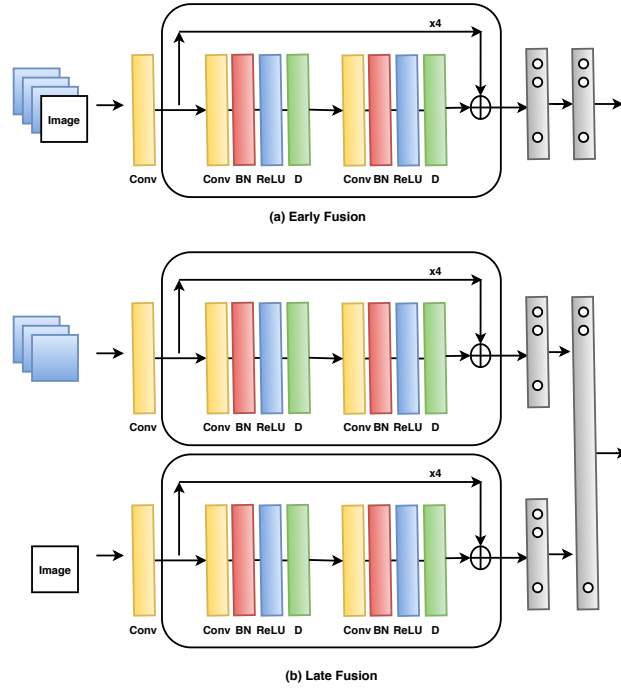 x4
Image
Conv
Conv BN ReLU D
Conv BN ReLU D
(a) Early Fusion
x4
Conv
Conv BN ReLU D
Conv BN ReLU D
x4
Image
Conv
Conv BN ReLU D
Conv BN ReLU D
(b) Late Fusion